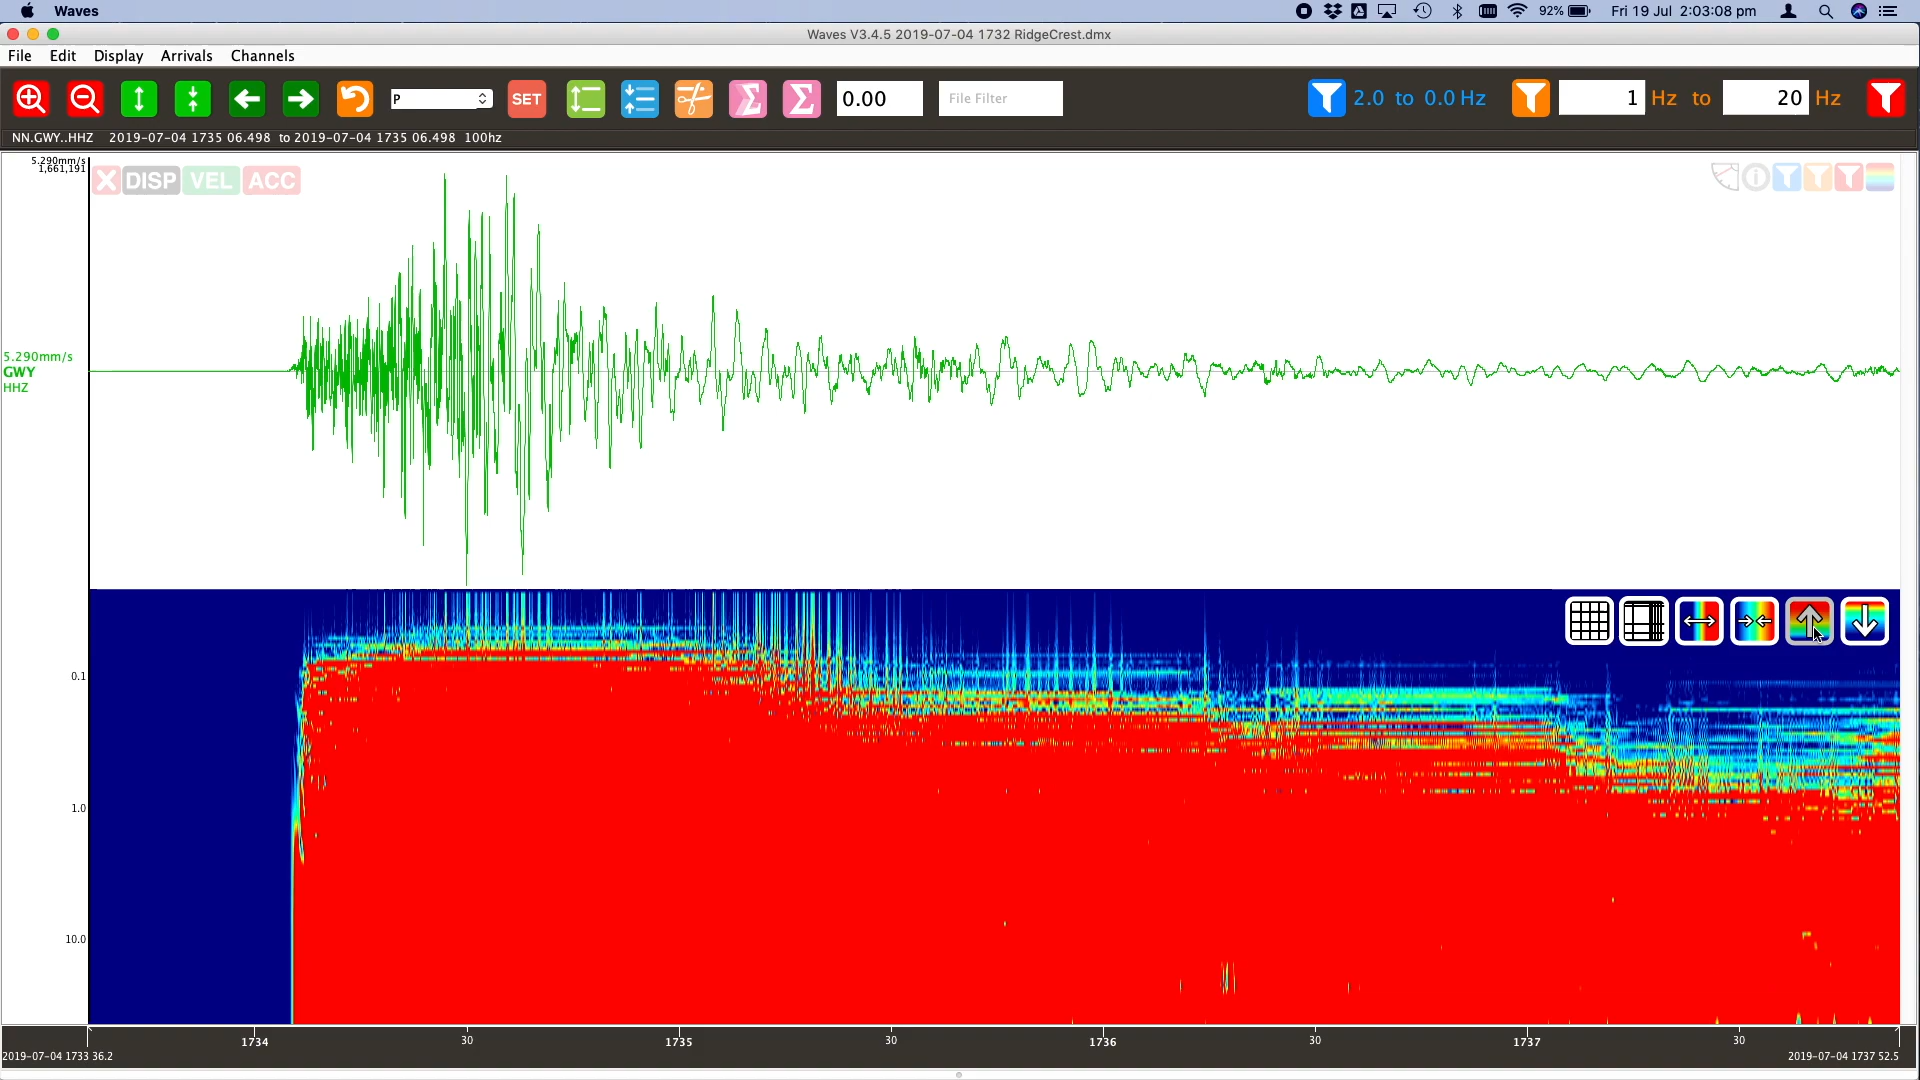 Waves
92%
Fri 19 Jul 2:03:08 pm
Waves V3.4.5 2019-07-04 1732 RidgeCrest.dmx
File Edit Display Arrivals Channels
P
SET
0.00
File Filter
2.0 to 0.0 Hz
1 Hz to 20 Hz
NN.GWY..HHZ 2019-07-04 1735 06.498 to 2019-07-04 1735 06.498 100hz
5.290mm/s
1,661,191
DISP VEL ACC
5.290mm/s
GWY
HHZ
0.1
1.0
10.0
1734 30 1735 30 1736 30 1737 30
2019-07-04 1733 36.2
2019-07-04 1737 52.5